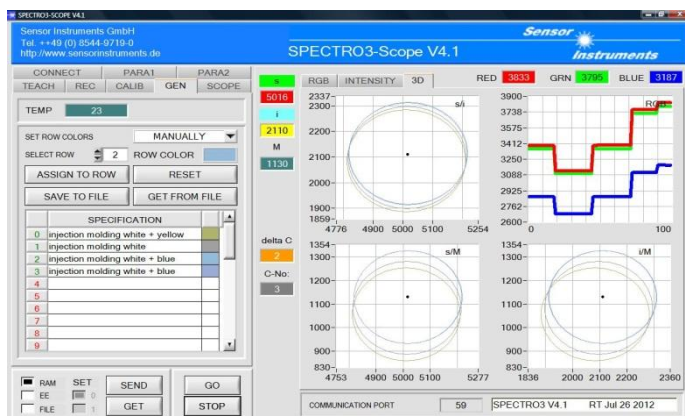 SPECTRO3-SCOPE V4.1
Sensor Instruments GmbH
Tel. ++49 (0) 8544-9719-0
http://www.sensorinstruments.de
SPECTRO3-Scope V4.1
Sensor
Instruments
CONNECT PARA1 PARA2
TEACH REC CALIB GEN SCOPE
TEMP 23
SET ROW COLORS MANUALLY
SELECT ROW 2 ROW COLOR
ASSIGN TO ROW RESET
SAVE TO FILE GET FROM FILE
SPECIFICATION
0 injection molding white + yellow
1 injection molding white
2 injection molding white + blue
3 injection molding white + blue
4
5
6
7
8
9
RAM SET SEND GO
EE 0
FILE 1 GET STOP
s
5016
i
2110
M
1130
delta C
2
C-No:
3
RGB INTENSITY 3D RED 3833 GRN 3795 BLUE 3187
s/i
2337
2300
2200
2100
2000
1900
1859
4776 4900 5000 5100 5254
RGB
3900
3738
3575
3412
3250
3088
2925
2762
2600
0 100
s/M
1354
1300
1200
1100
1000
900
830
4753 4900 5000 5100 5277
i/M
1354
1300
1200
1100
1000
900
830
1836 2000 2100 2200 2360
COMMUNICATION PORT 59 SPECTRO3 V4.1 RT Jul 26 2012